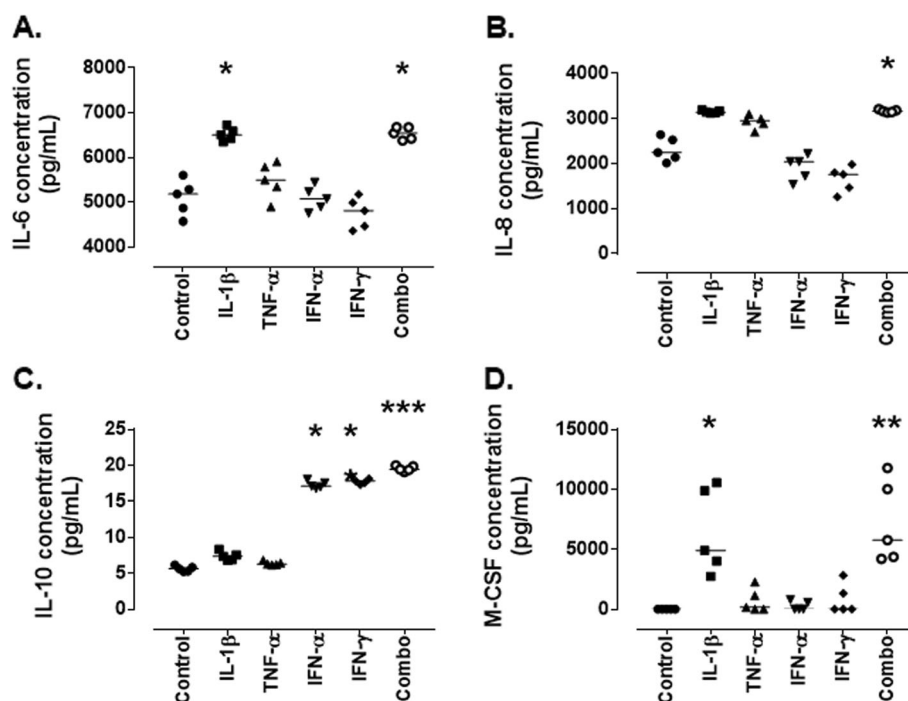 A.
IL-6 concentration
(pg/mL)
8000
7000
6000
5000
4000
*
*
Control
IL-1β
TNF-α
IFN-α
IFN-γ
Combo
B.
IL-8 concentration
(pg/mL)
4000
3000
2000
1000
0
*
Control
IL-1β
TNF-α
IFN-α
IFN-γ
Combo
C.
IL-10 concentration
(pg/mL)
25
20
15
10
5
0
*
*
***
Control
IL-1β
TNF-α
IFN-α
IFN-γ
Combo
D.
M-CSF concentration
(pg/mL)
15000
10000
5000
0
*
**
Control
IL-1β
TNF-α
IFN-α
IFN-γ
Combo